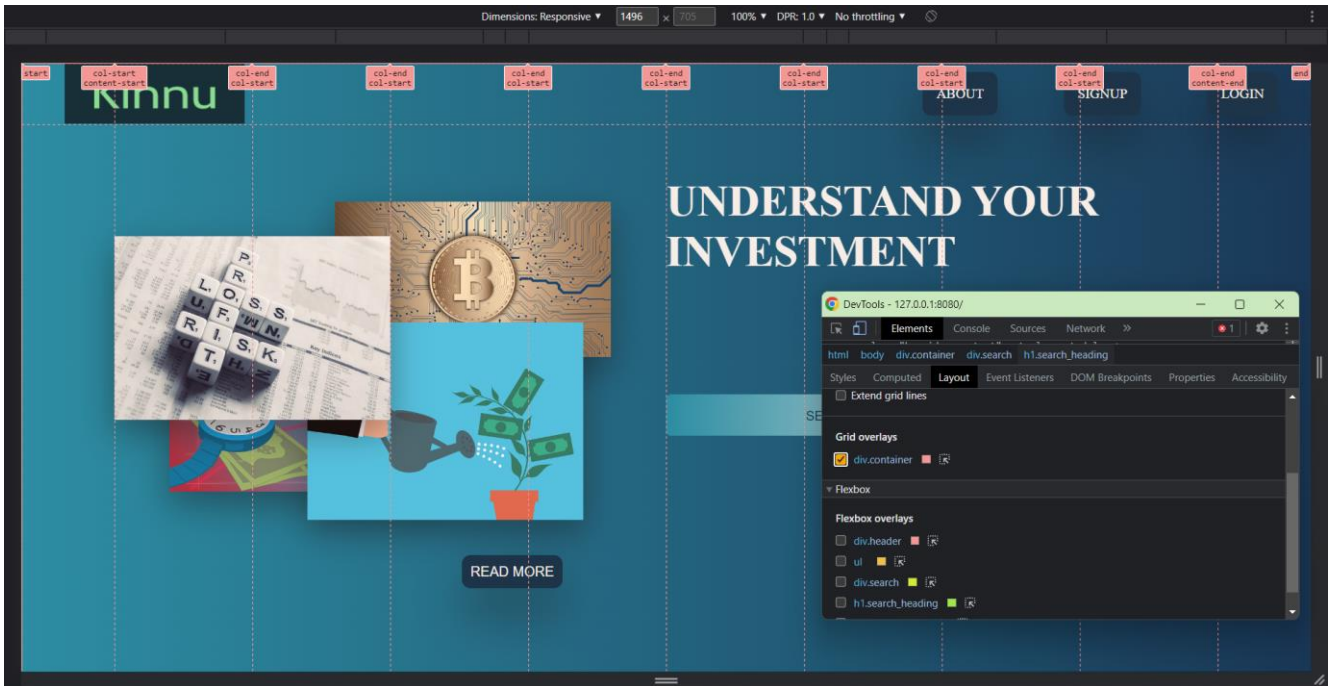 Dimensions: Responsive ▼ 1496 × 705 100% ▼ DPR: 1.0 ▼ No throttling ▼
start col-start col-end col-end col-end col-end col-end col-end col-end col-end end
content-start col-start col-start col-start col-start col-start col-start col-start content-end
Kinnu
ABOUT SIGNUP LOGIN
UNDERSTAND YOUR
INVESTMENT
DevTools - 127.0.0.1:8080/
Elements Console Sources Network » 1
html body div.container div.search h1.search_heading
Styles Computed Layout Event Listeners DOM Breakpoints Properties Accessibility
Extend grid lines
SE
Grid overlays
div.container
Flexbox
Flexbox overlays
div.header
ul
div.search
h1.search_heading
READ MORE